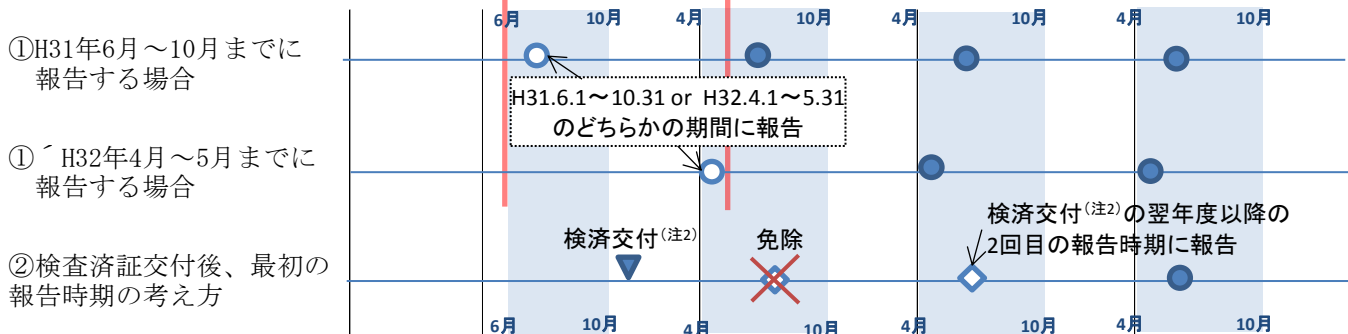 6月 10月 4月 10月 4月 10月 4月 10月
①H31年6月～10月までに
報告する場合
H31.6.1～10.31 or H32.4.1～5.31
のどちらかの期間に報告
①´H32年4月～5月までに
報告する場合
検済交付(注2)の翌年度以降の
2回目の報告時期に報告
検済交付(注2)
免除
②検査済証交付後、最初の
報告時期の考え方
6月 10月 4月 10月 4月 10月 4月 10月